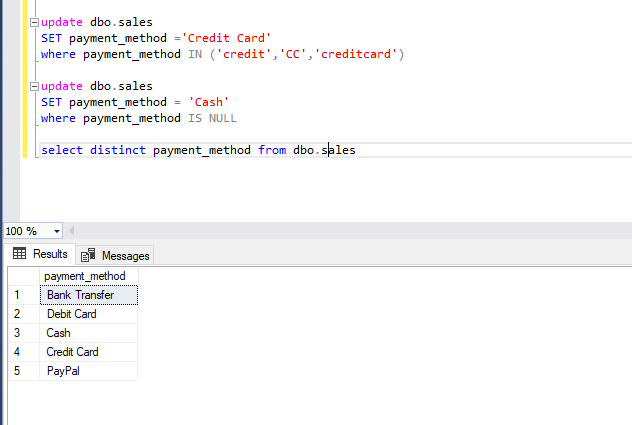 update dbo.sales
SET payment_method ='Credit Card'
where payment_method IN ('credit','CC','creditcard')
update dbo.sales
SET payment_method = 'Cash'
where payment_method IS NULL
select distinct payment_method from dbo.sales
100 %
Results Messages
payment_method
1 Bank Transfer
2 Debit Card
3 Cash
4 Credit Card
5 PayPal